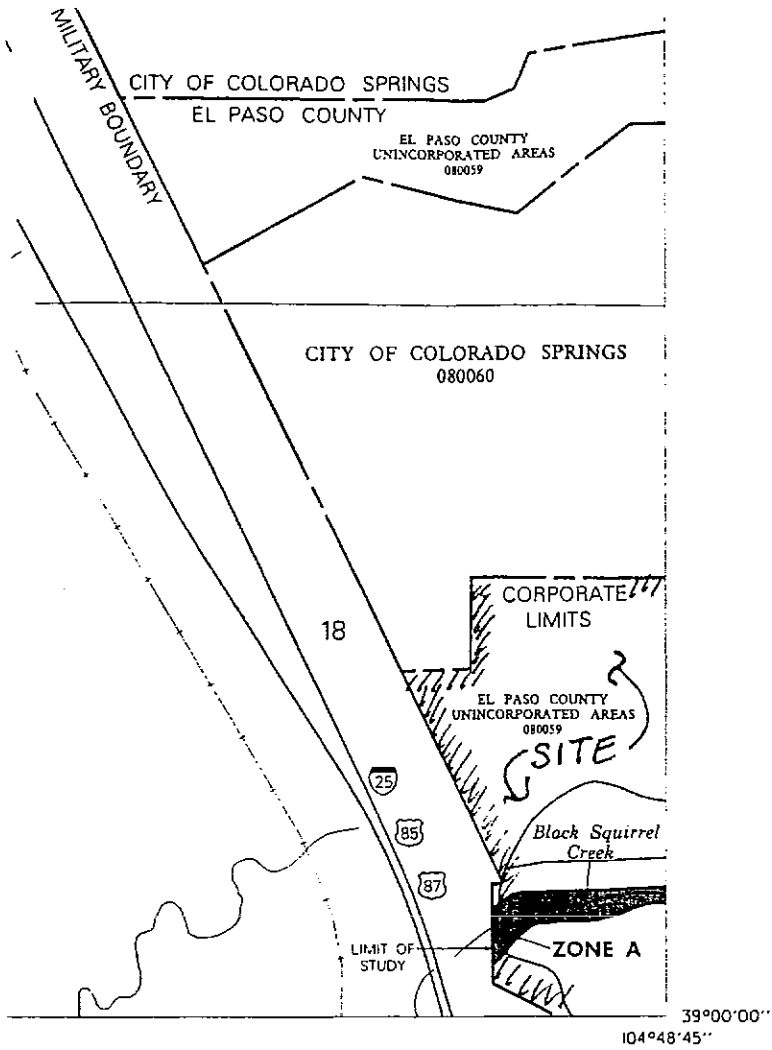 MILITARY BOUNDARY
CITY OF COLORADO SPRINGS
EL PASO COUNTY
EL PASO COUNTY
UNINCORPORATED AREAS
080059
CITY OF COLORADO SPRINGS
080060
CORPORATE
LIMITS
18
EL PASO COUNTY
UNINCORPORATED AREAS
080059
SITE
25
85
87
Black Squirrel
Creek
LIMIT OF
STUDY
ZONE A
39°00'00"
104°48'45"